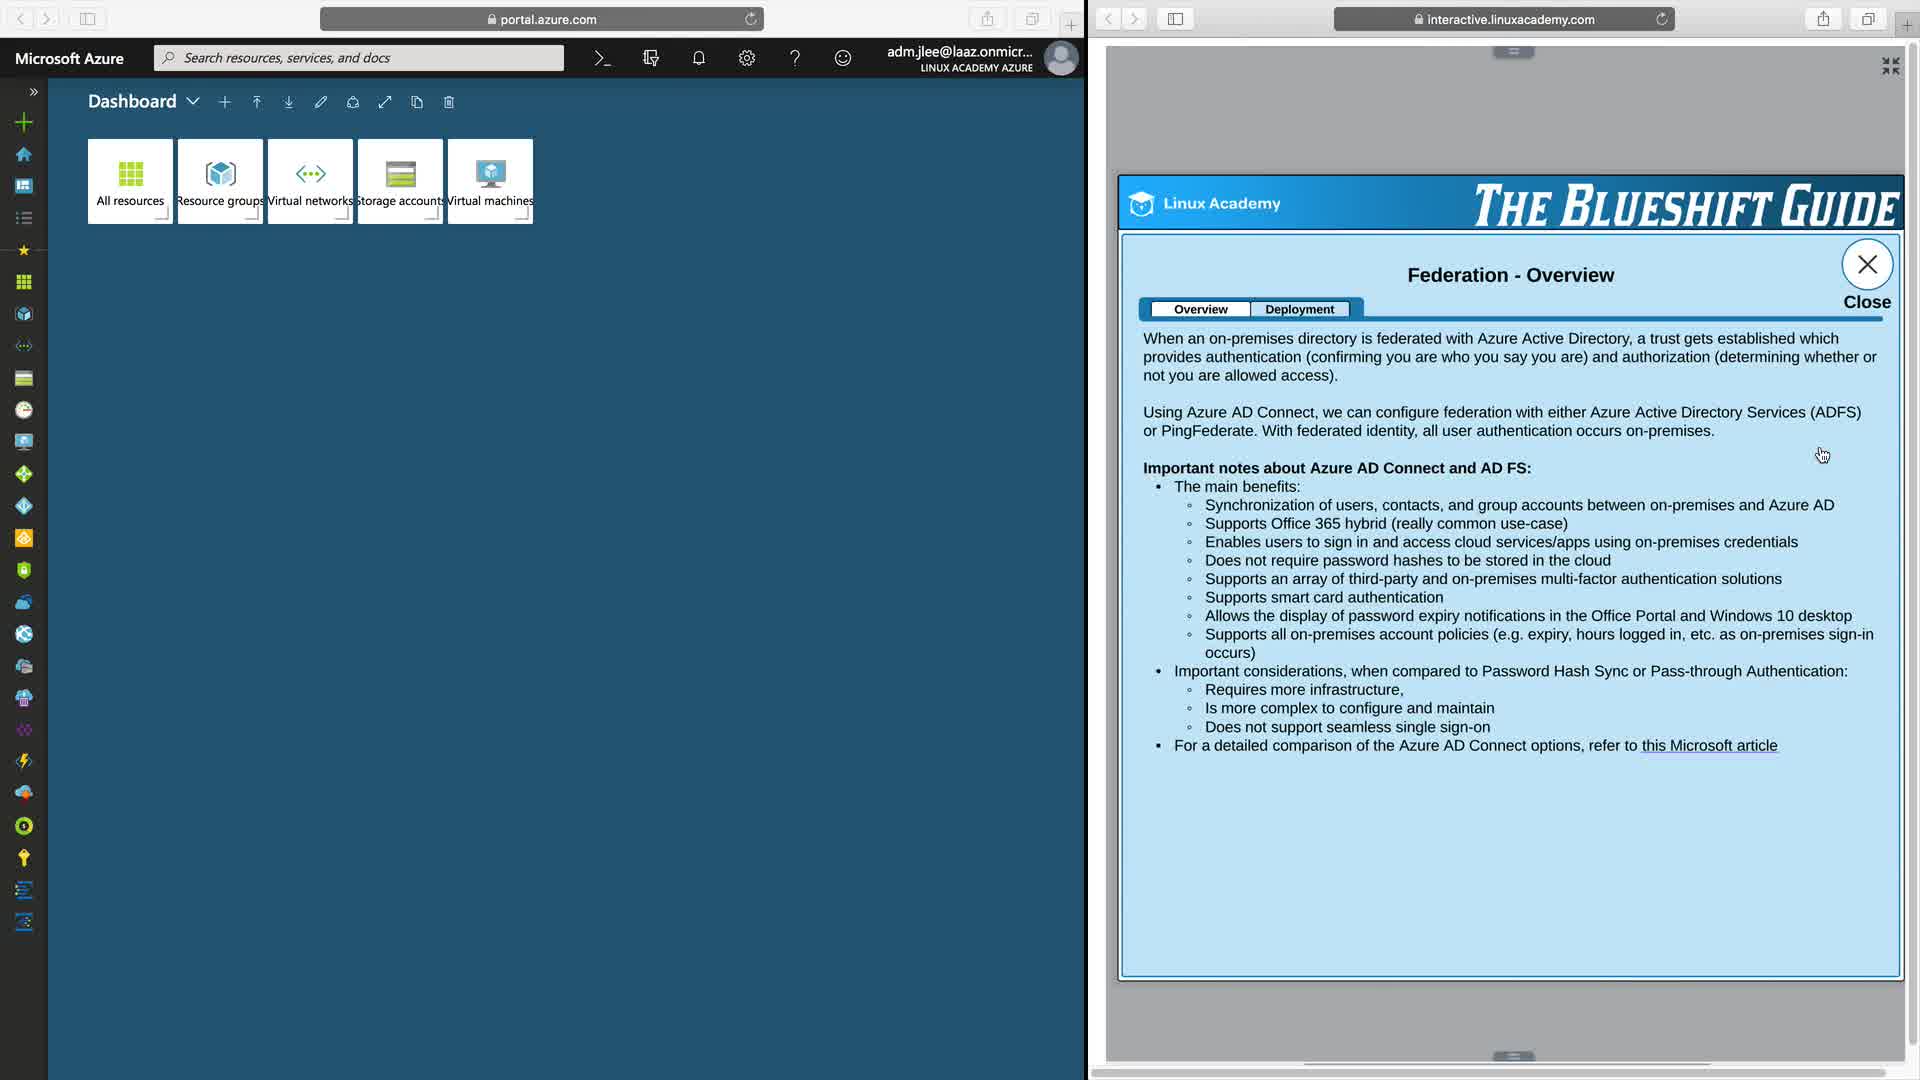 portal.azure.com
interactive.linuxacademy.com
Microsoft Azure
Search resources, services, and docs
adm.jlee@laaz.onmicr...
LINUX ACADEMY AZURE
Dashboard
All resources
Resource groups
Virtual networks
Storage accounts
Virtual machines
Linux Academy
THE BLUESHIFT GUIDE
Federation - Overview
Close
Overview
Deployment
When an on-premises directory is federated with Azure Active Directory, a trust gets established which
provides authentication (confirming you are who you say you are) and authorization (determining whether or
not you are allowed access).
Using Azure AD Connect, we can configure federation with either Azure Active Directory Services (ADFS)
or PingFederate. With federated identity, all user authentication occurs on-premises.
Important notes about Azure AD Connect and AD FS:
• The main benefits:
◦ Synchronization of users, contacts, and group accounts between on-premises and Azure AD
◦ Supports Office 365 hybrid (really common use-case)
◦ Enables users to sign in and access cloud services/apps using on-premises credentials
◦ Does not require password hashes to be stored in the cloud
◦ Supports an array of third-party and on-premises multi-factor authentication solutions
◦ Supports smart card authentication
◦ Allows the display of password expiry notifications in the Office Portal and Windows 10 desktop
◦ Supports all on-premises account policies (e.g. expiry, hours logged in, etc. as on-premises sign-in
occurs)
• Important considerations, when compared to Password Hash Sync or Pass-through Authentication:
◦ Requires more infrastructure,
◦ Is more complex to configure and maintain
◦ Does not support seamless single sign-on
• For a detailed comparison of the Azure AD Connect options, refer to this Microsoft article